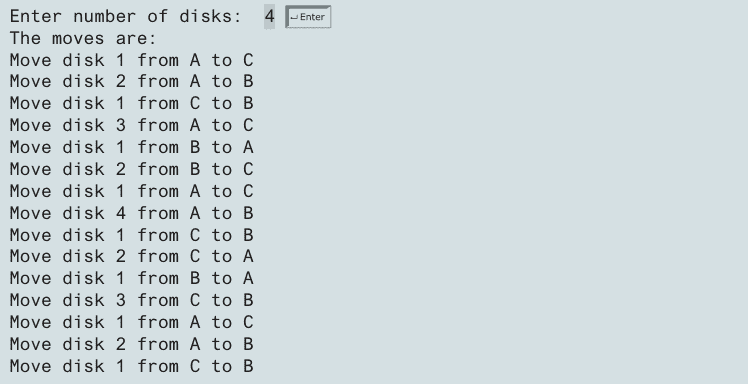 Enter number of disks: 4 ↵Enter
The moves are:
Move disk 1 from A to C
Move disk 2 from A to B
Move disk 1 from C to B
Move disk 3 from A to C
Move disk 1 from B to A
Move disk 2 from B to C
Move disk 1 from A to C
Move disk 4 from A to B
Move disk 1 from C to B
Move disk 2 from C to A
Move disk 1 from B to A
Move disk 3 from C to B
Move disk 1 from A to C
Move disk 2 from A to B
Move disk 1 from C to B